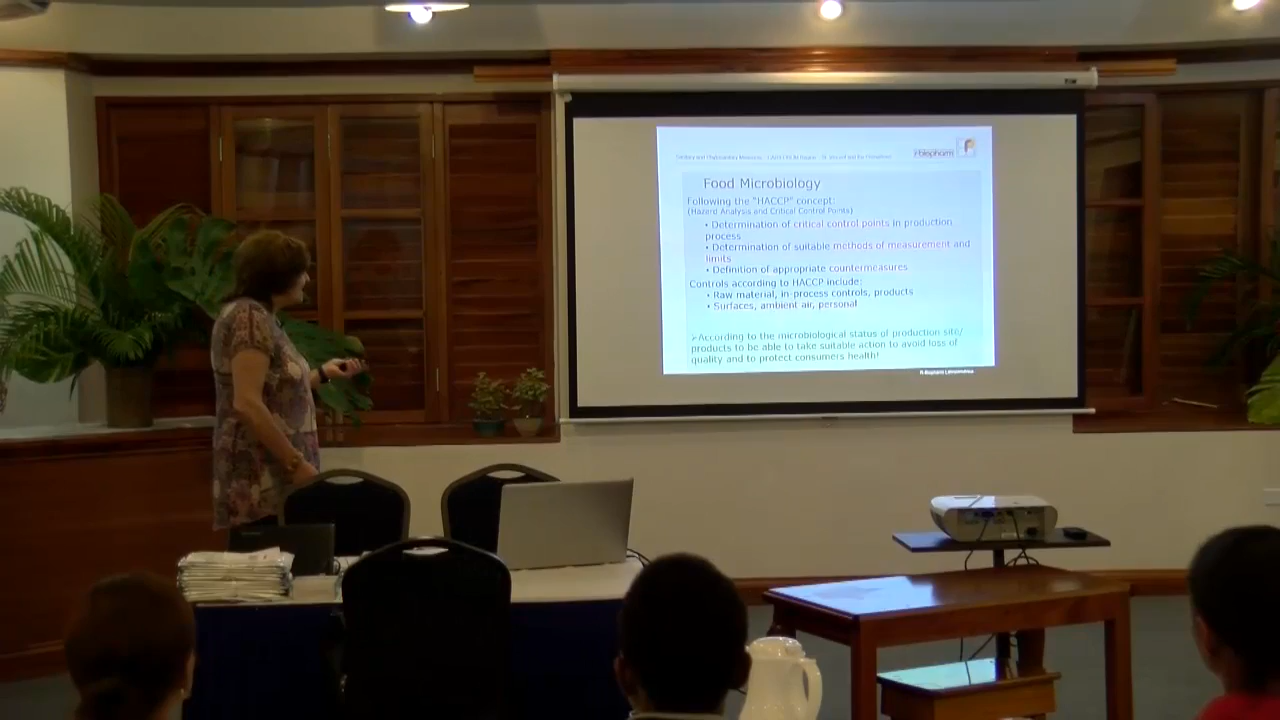 r-biopharm
Food Microbiology
Following the "HACCP" concept:
(Hazard Analysis and Critical Control Points)
• Determination of critical control points in production
process
• Determination of suitable methods of measurement and
limits
• Definition of appropriate countermeasures
Controls according to HACCP include:
• Raw material, in-process controls, products
• Surfaces, ambient air, personal
➢According to the microbiological status of production site/
products to be able to take suitable action to avoid loss of
quality and to protect consumers health!
R-Biopharm Latinoamerica